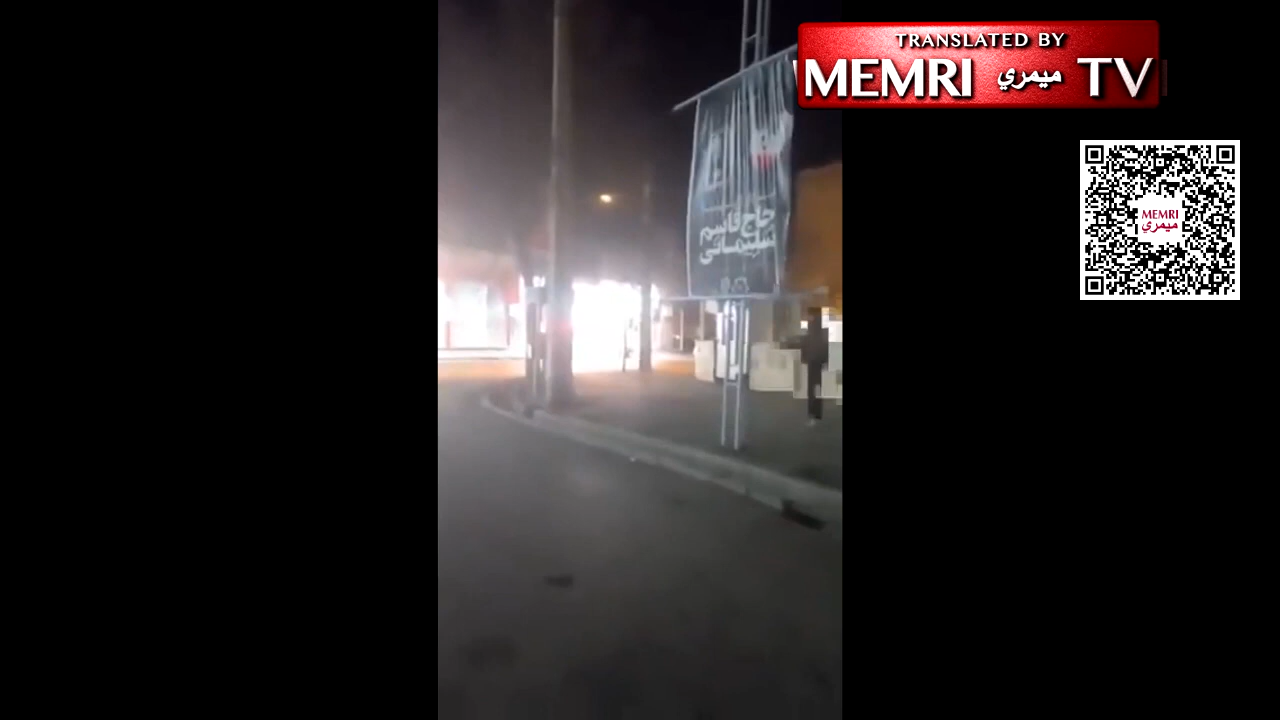 TRANSLATED BY
MEMRI ميمري TV
MEMRI
ميمري
حاج قاسم
سلیمانی